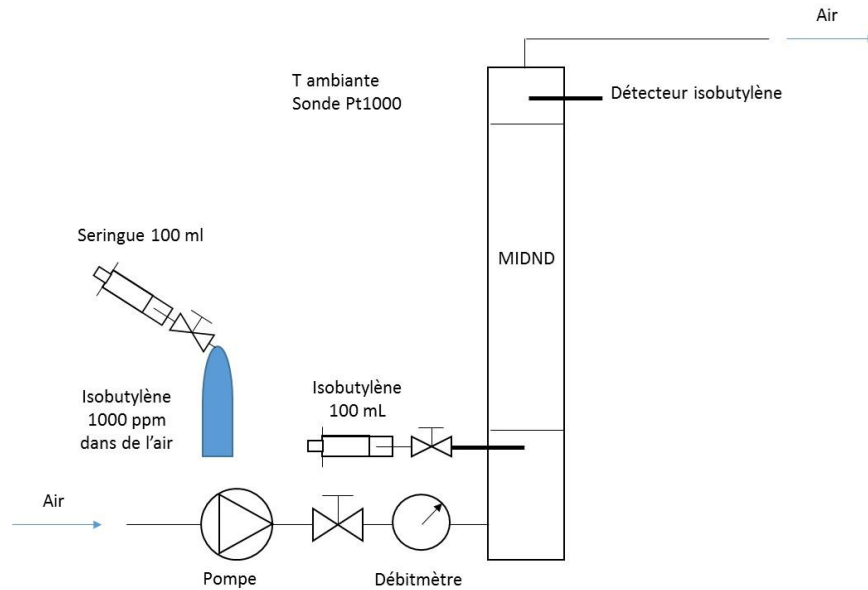 Air
T ambiante
Sonde Pt1000
Détecteur isobutylène
Seringue 100 ml
MIDND
Isobutylène
1000 ppm
dans de l'air
Isobutylène
100 mL
Air
Pompe
Débitmètre